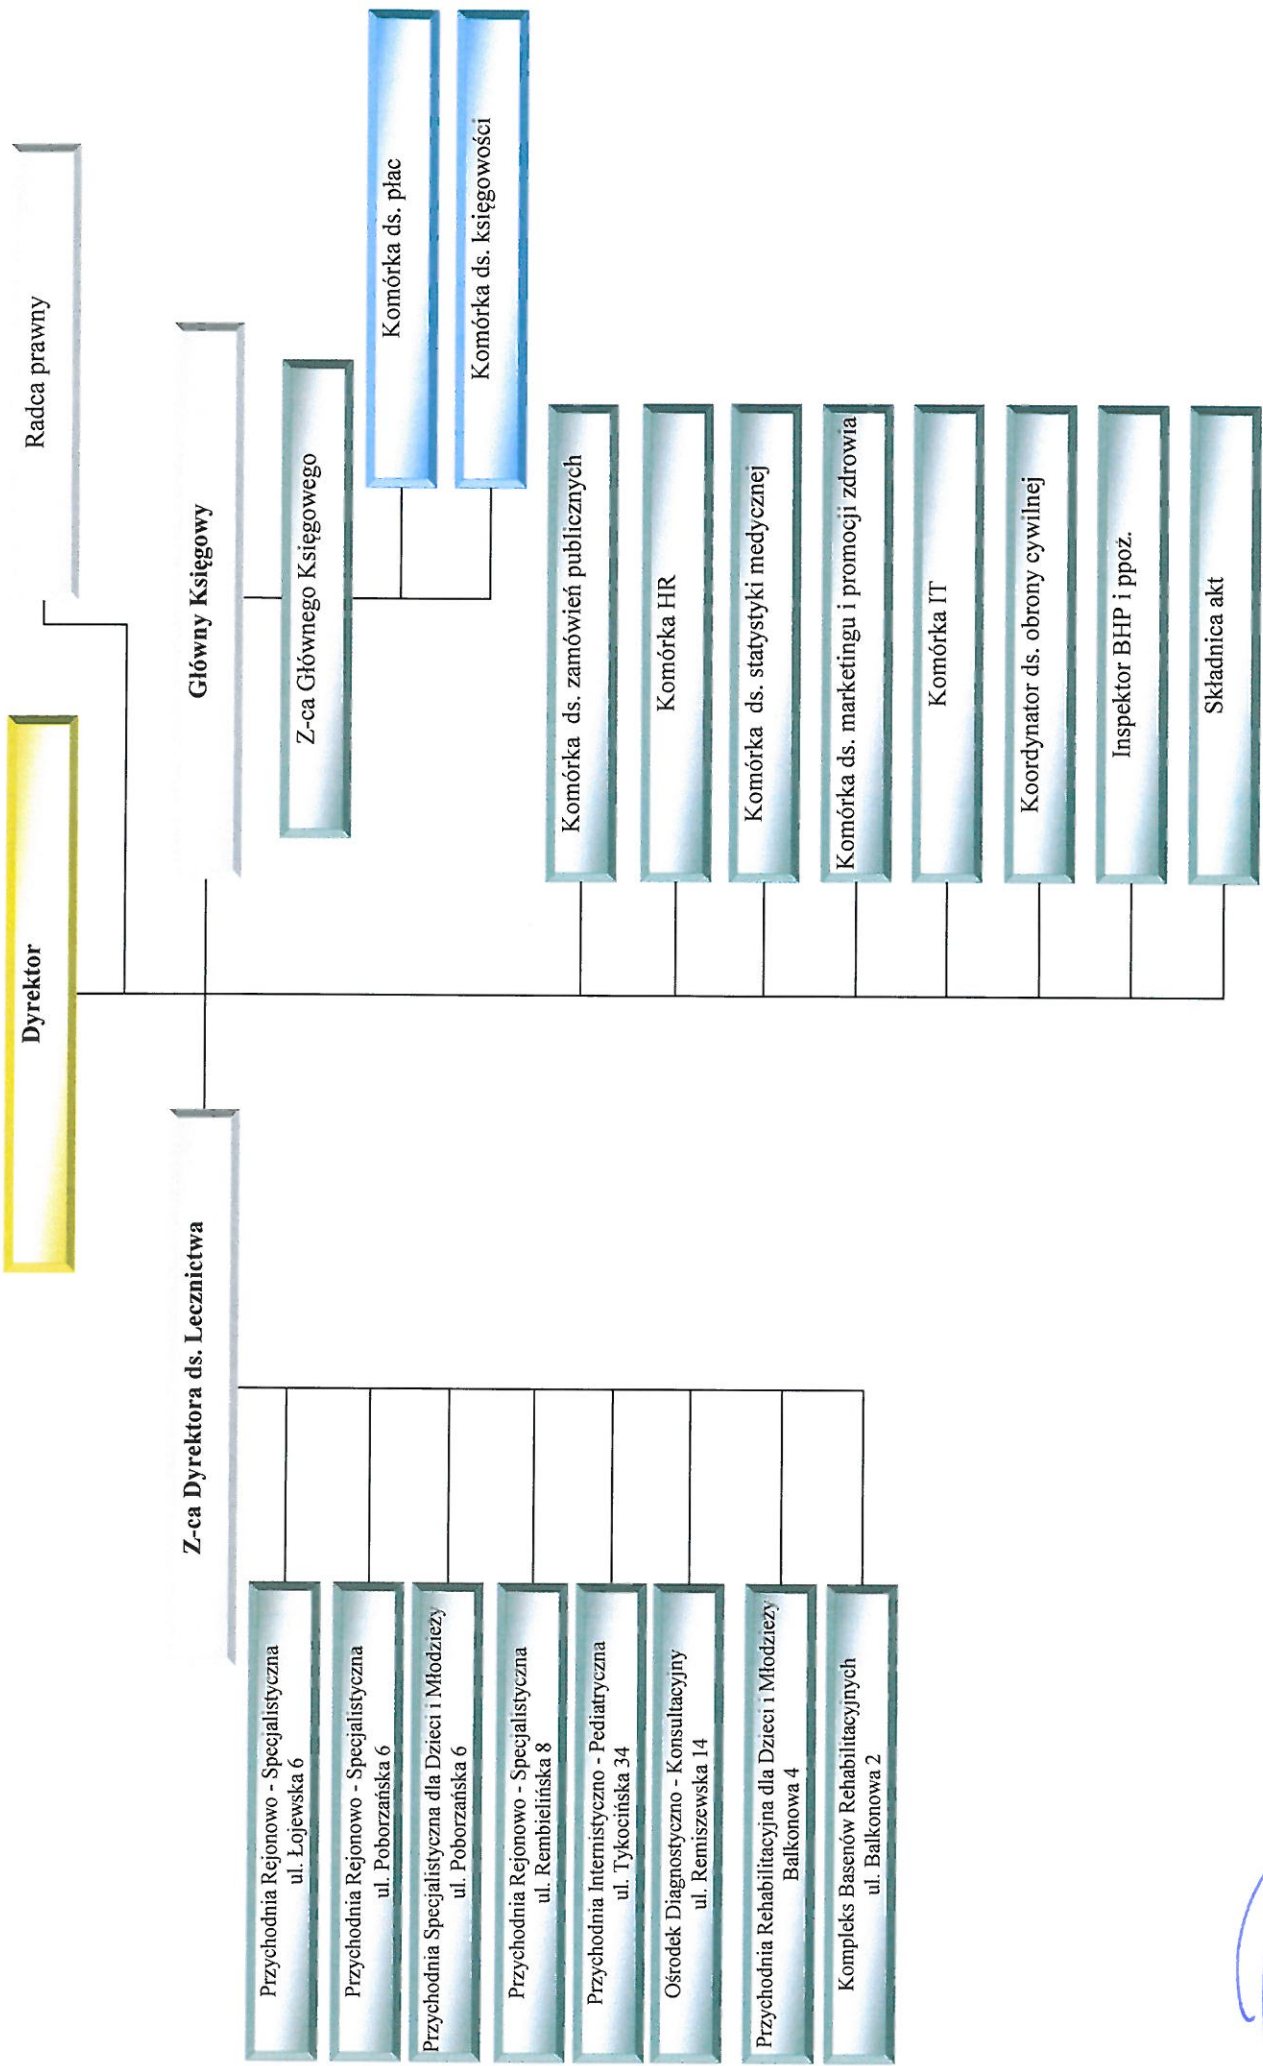 Dyrektor
Radca prawny
Z-ca Dyrektora ds. Lecznictwa
Przychodnia Rejonowo - Specjalistyczna
ul. Łojewska 6
Przychodnia Rejonowo - Specjalistyczna
ul. Poborzańska 6
Przychodnia Specjalistyczna dla Dzieci i Młodzieży
ul. Poborzańska 6
Przychodnia Rejonowo - Specjalistyczna
ul. Rembielińska 8
Przychodnia Internistyczno - Pediatryczna
ul. Tykocińska 34
Ośrodek Diagnostyczno - Konsultacyjny
ul. Remiszewska 14
Przychodnia Rehabilitacyjna dla Dzieci i Młodzieży
Balkonowa 4
Kompleks Basenów Rehabilitacyjnych
ul. Balkonowa 2
Główny Księgowy
Z-ca Głównego Księgowego
Komórka ds. płac
Komórka ds. księgowości
Komórka ds. zamówień publicznych
Komórka HR
Komórka ds. statystyki medycznej
Komórka ds. marketingu i promocji zdrowia
Komórka IT
Koordynator ds. obrony cywilnej
Inspektor BHP i ppoż.
Składnica akt